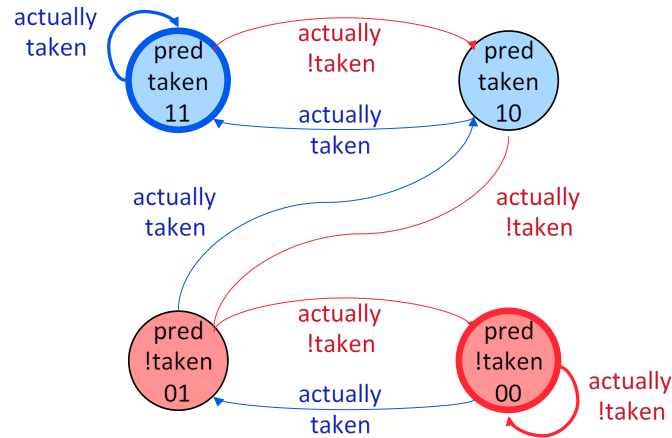 actually
taken
pred
taken
11
actually
!taken
pred
taken
10
actually
taken
actually
taken
actually
!taken
pred
!taken
01
actually
!taken
pred
!taken
00
actually
taken
actually
!taken